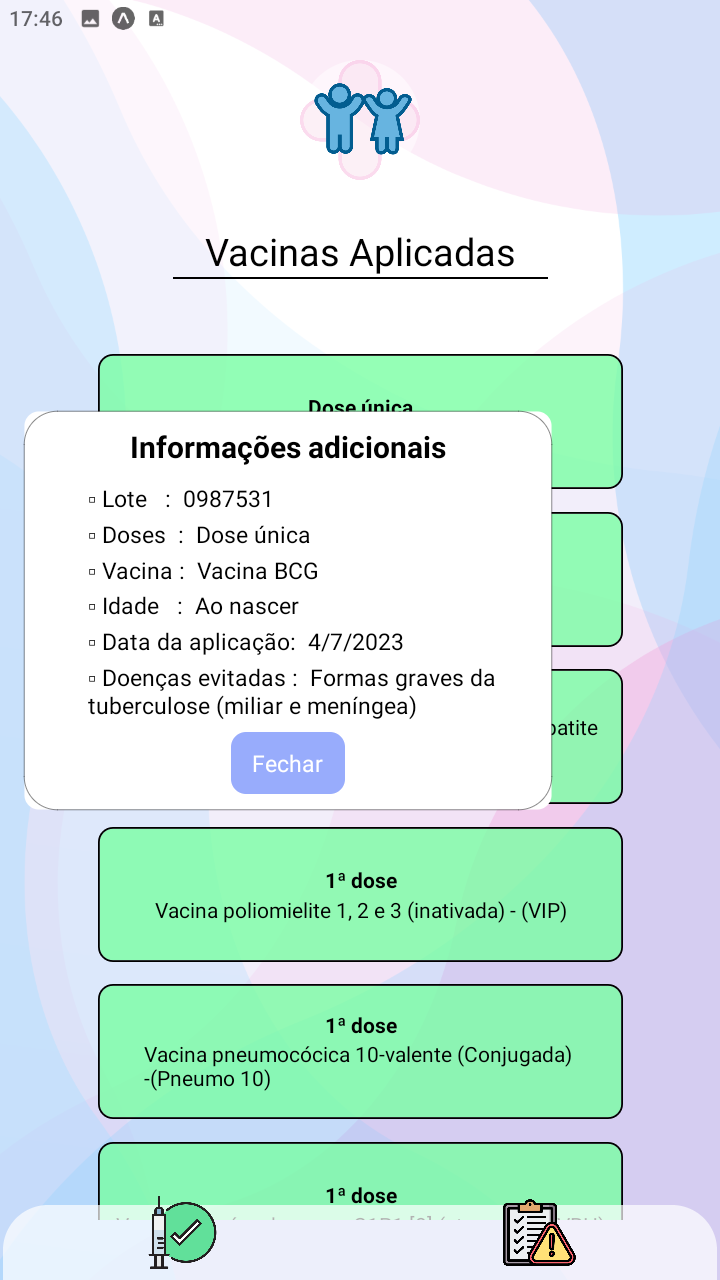 17:46
Vacinas Aplicadas
Dose única
Informações adicionais
▫ Lote : 0987531
▫ Doses : Dose única
▫ Vacina : Vacina BCG
▫ Idade : Ao nascer
▫ Data da aplicação: 4/7/2023
▫ Doenças evitadas : Formas graves da
tuberculose (miliar e meníngea)
Fechar
1ª dose
Vacina poliomielite 1, 2 e 3 (inativada) - (VIP)
1ª dose
Vacina pneumocócica 10-valente (Conjugada)
-(Pneumo 10)
1ª dose